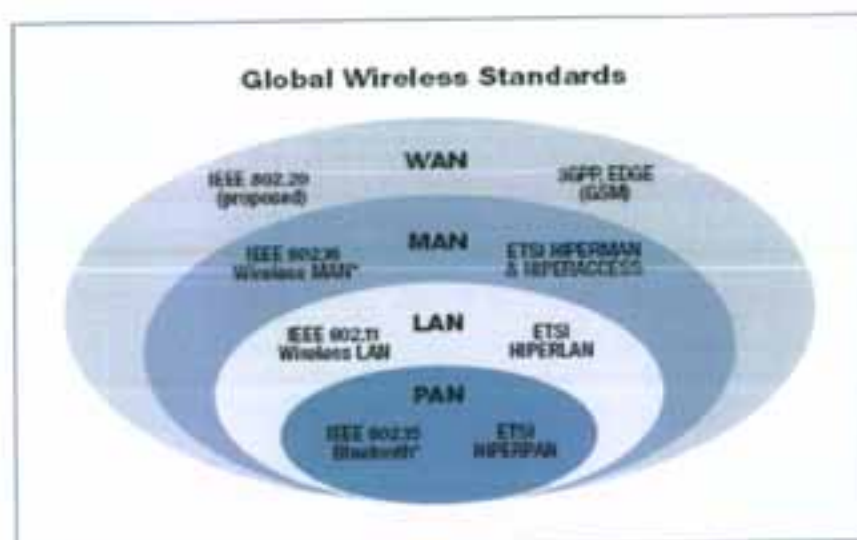 Global Wireless Standards
WAN
IEEE 802.20
(proposed)
3GPP, EDGE
(GSM)
MAN
IEEE 802.16
Wireless MAN*
ETSI HIPERMAN
& HIPERACCESS
LAN
IEEE 802.11
Wireless LAN
ETSI
HIPERLAN
PAN
IEEE 802.15
Bluetooth*
ETSI
HIPERPAN